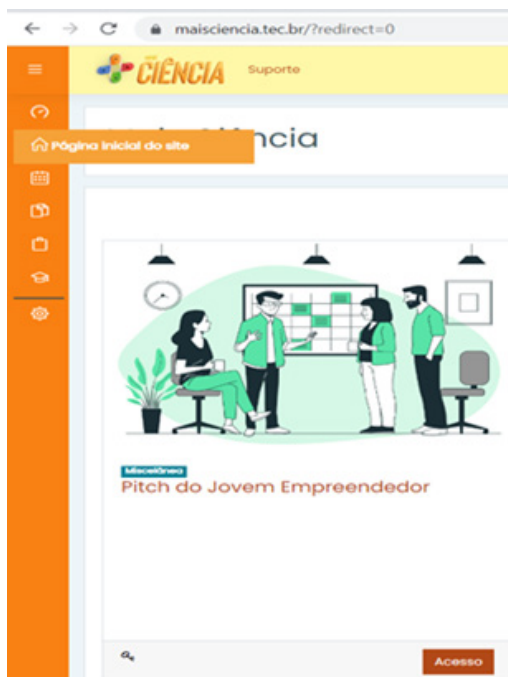 maisciencia.tec.br/?redirect=0
CIÊNCIA
Suporte
Página inicial do site
ncia
Miscelânea
Pitch do Jovem Empreendedor
Acesso